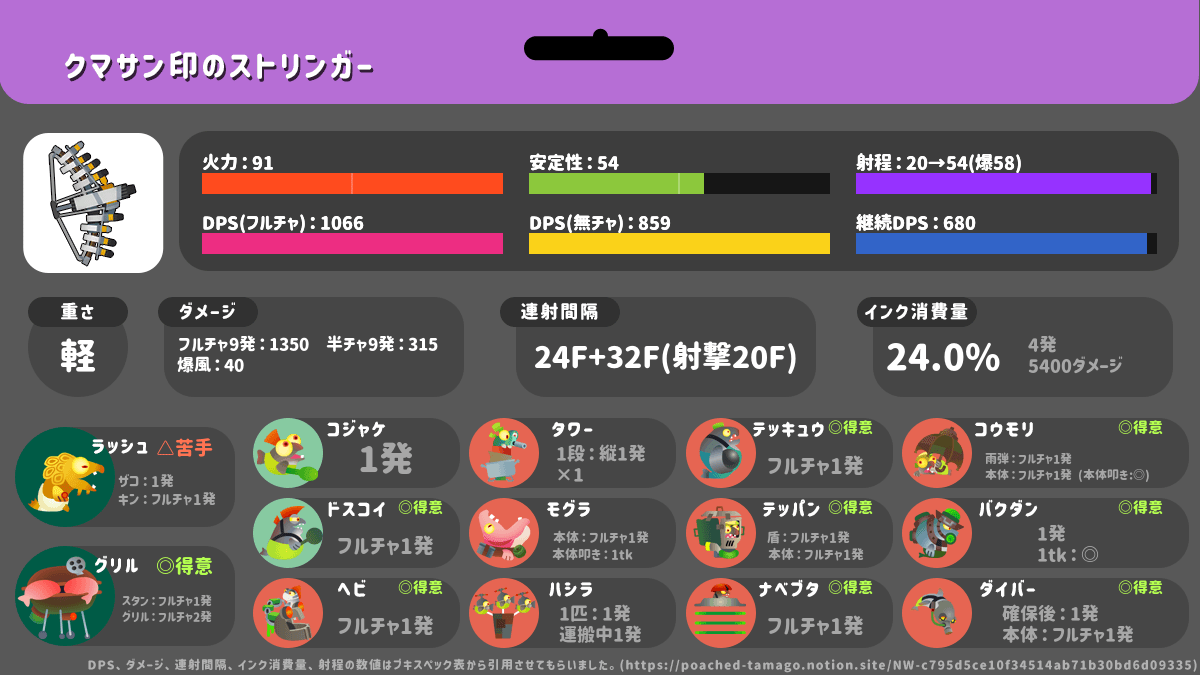 クマサン印のストリンガー
火力：91
安定性：54
射程：20→54(爆58)
DPS(フルチャ)：1066
DPS(無チャ)：859
継続DPS：680
重さ
軽
ダメージ
フルチャ9発：1350　半チャ9発：315
爆風：40
連射間隔
24F+32F(射撃20F)
インク消費量
24.0%
4発
5400ダメージ
ラッシュ △苦手
ザコ：1発
キン：フルチャ1発
グリル ◎得意
スタン：フルチャ1発
グリル：フルチャ2発
コジャケ
1発
ドスコイ ◎得意
フルチャ1発
ヘビ ◎得意
フルチャ1発
タワー
1段：縦1発
×1
モグラ
本体：フルチャ1発
本体叩き：1tk
ハシラ
1匹：1発
運搬中1発
テッキュウ ◎得意
フルチャ1発
テッパン ◎得意
盾：フルチャ1発
本体：フルチャ1発
ナベブタ ◎得意
フルチャ1発
コウモリ ◎得意
雨弾：フルチャ1発
本体：フルチャ1発 (本体叩き:◎)
バクダン ◎得意
1発
1tk：◎
ダイバー ◎得意
確保後：1発
本体：フルチャ1発
DPS、ダメージ、連射間隔、インク消費量、射程の数値はブキスペック表から引用させてもらいました。(https://poached-tamago.notion.site/NW-c795d5ce10f34514ab71b30bd6d09335)